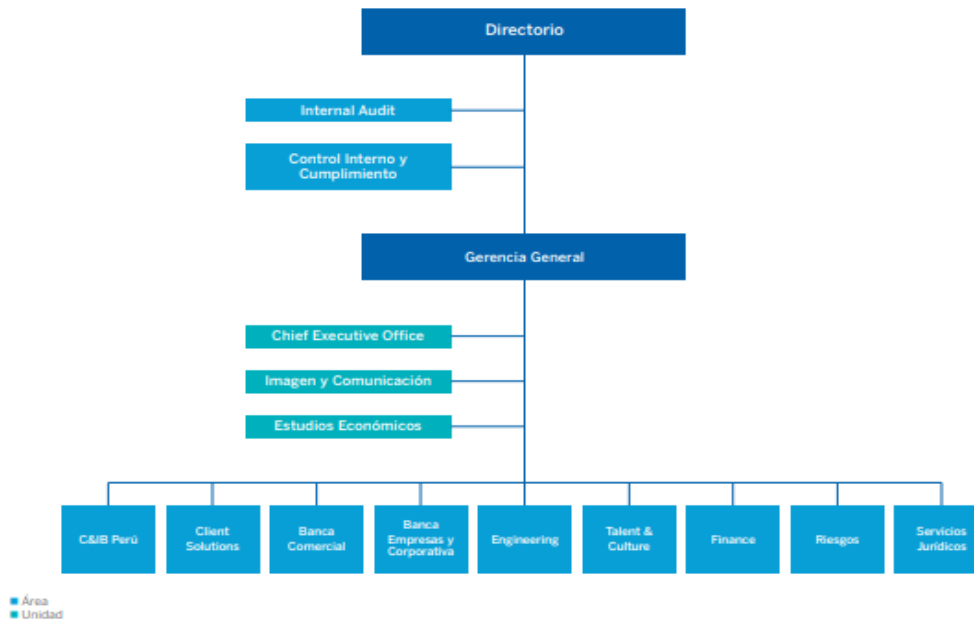 Directorio
Internal Audit
Control Interno y
Cumplimiento
Gerencia General
Chief Executive Office
Imagen y Comunicación
Estudios Económicos
C&IB Perú
Client
Solutions
Banca
Comercial
Banca
Empresas y
Corporativa
Engineering
Talent &
Culture
Finance
Riesgos
Servicios
Jurídicos
Área
Unidad